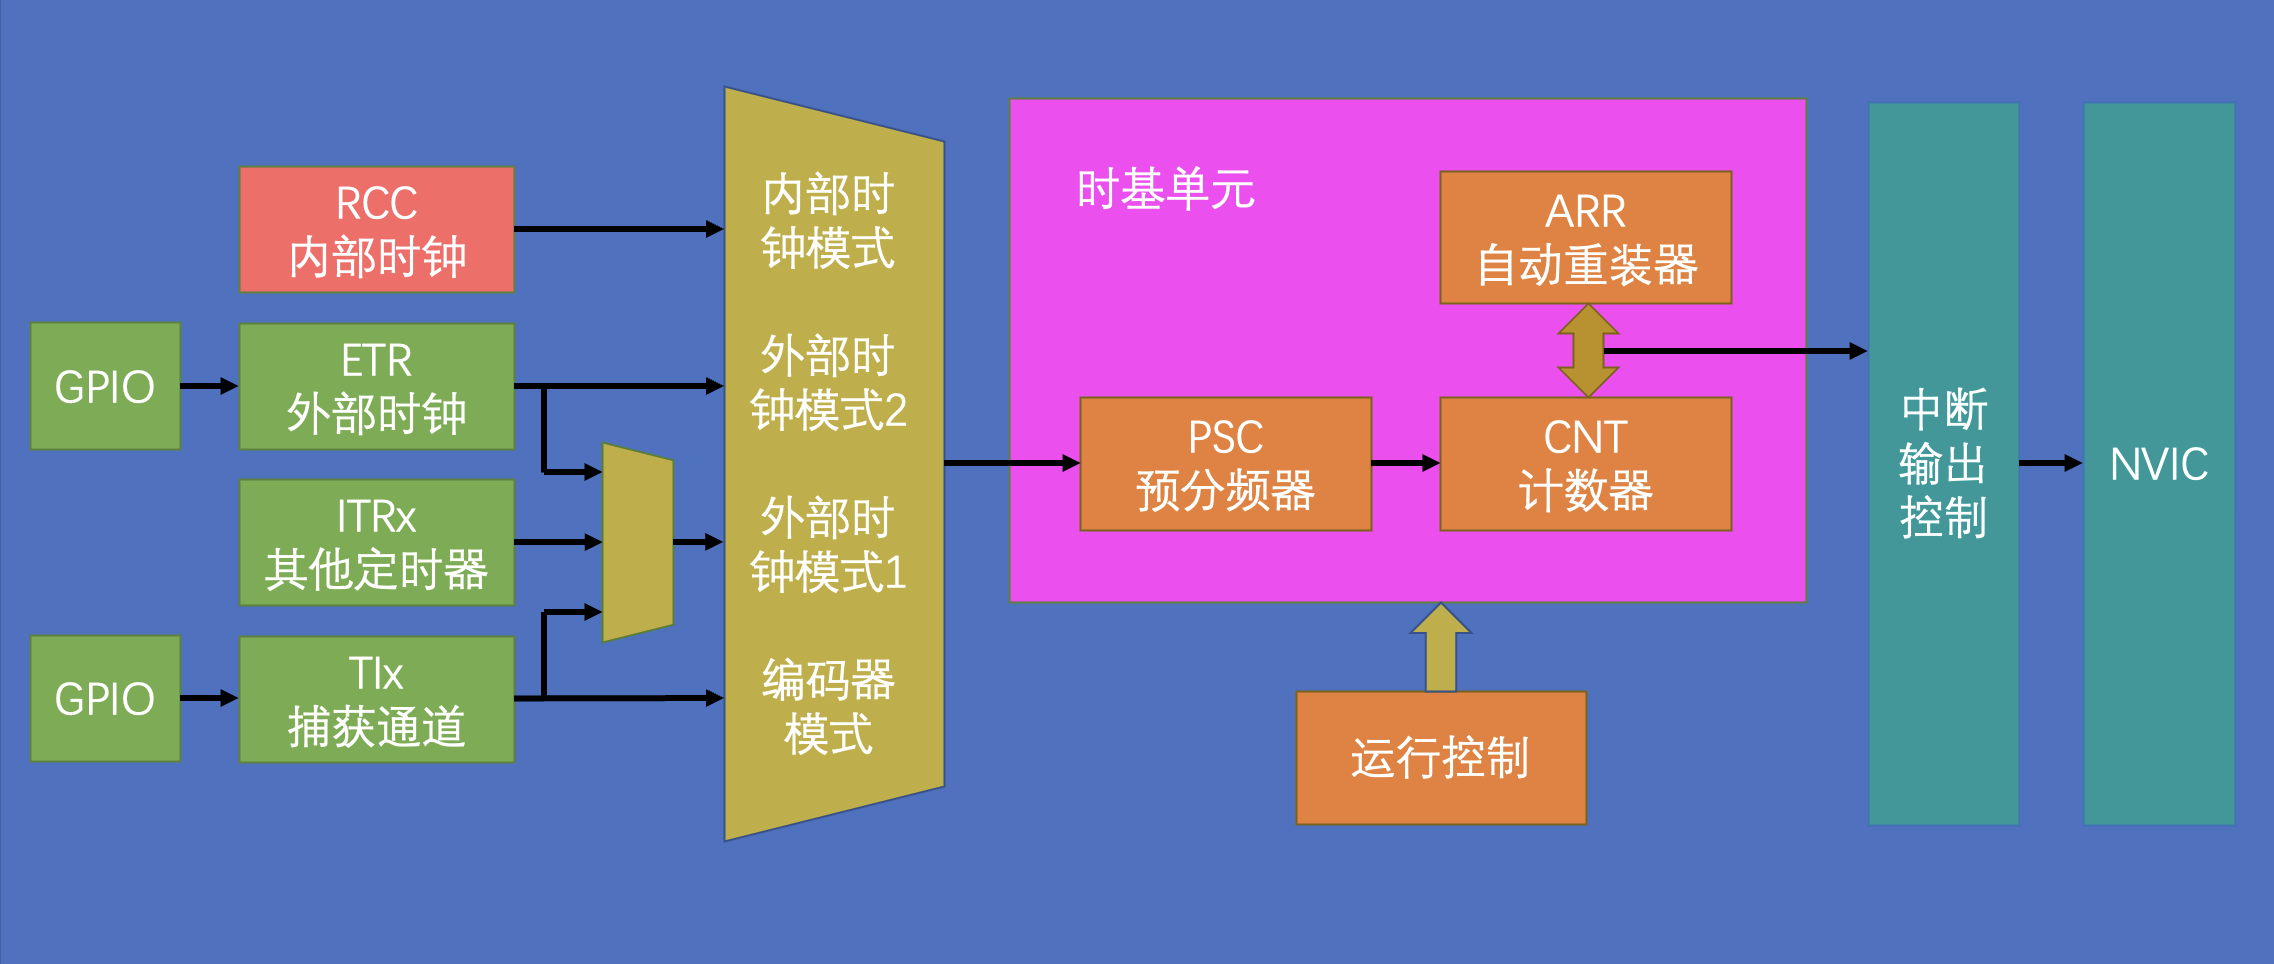 RCC
内部时钟
GPIO
ETR
外部时钟
ITRx
其他定时器
GPIO
TIx
捕获通道
内部时
钟模式
外部时
钟模式2
外部时
钟模式1
编码器
模式
时基单元
ARR
自动重装器
PSC
预分频器
CNT
计数器
运行控制
中断
输出
控制
NVIC